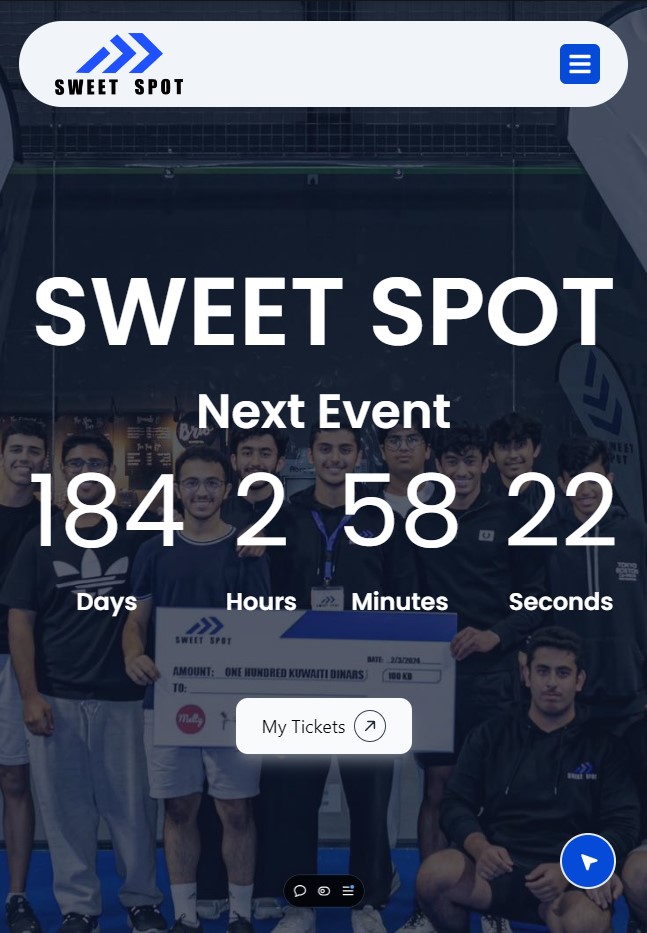 SWEET SPOT
SWEET SPOT
Next Event
184 2 58 22
Days Hours Minutes Seconds
SWEET SPOT
DATE: 2/3/2024
AMOUNT: ONE HUNDRED KUWAITI DINARS
100 KD
TO:
My Tickets